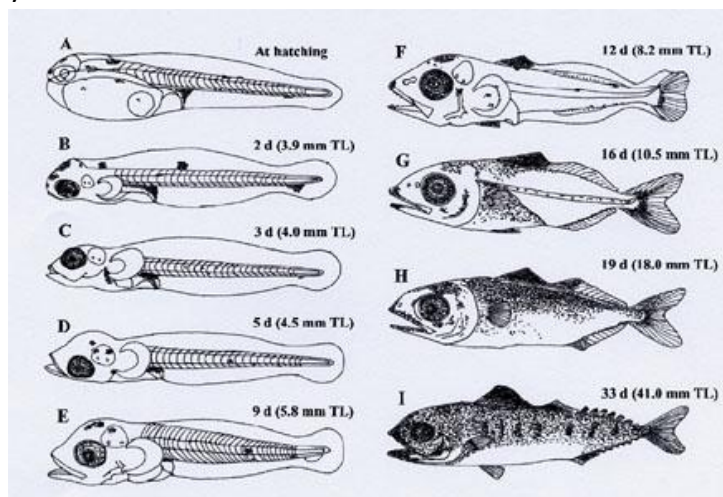 A
At hatching
B
2 d (3.9 mm TL)
C
3 d (4.0 mm TL)
D
5 d (4.5 mm TL)
E
9 d (5.8 mm TL)
F
12 d (8.2 mm TL)
G
16 d (10.5 mm TL)
H
19 d (18.0 mm TL)
I
33 d (41.0 mm TL)